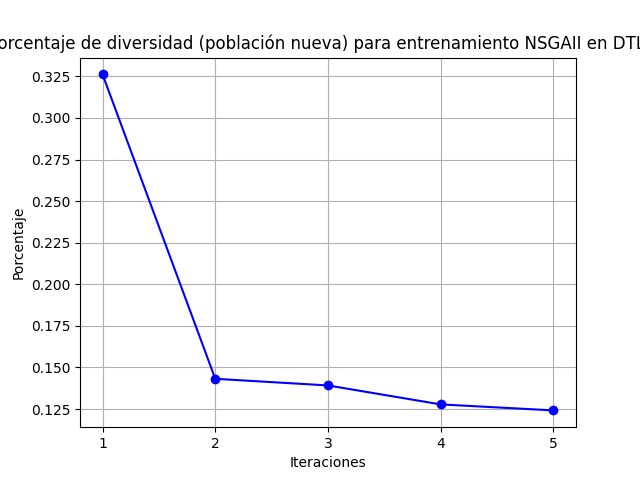 orcentaje de diversidad (población nueva) para entrenamiento NSGAII en DTL
0.325
0.300
0.275
0.250
0.225
0.200
0.175
0.150
0.125
Porcentaje
1 2 3 4 5
Iteraciones